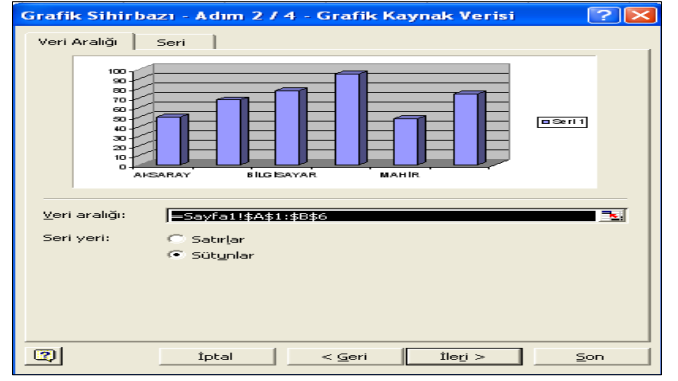 Grafik Sihirbazı - Adım 2 / 4 - Grafik Kaynak Verisi
Veri Aralığı Seri
100
90
80
70
60
50
40
30
20
10
0
AKSARAY BİLGİSAYAR MAHİR
Seri 1
Veri aralığı: =Sayfa1!$A$1:$B$6
Seri yeri: Satırlar
Sütunlar
İptal < Geri İleri > Son